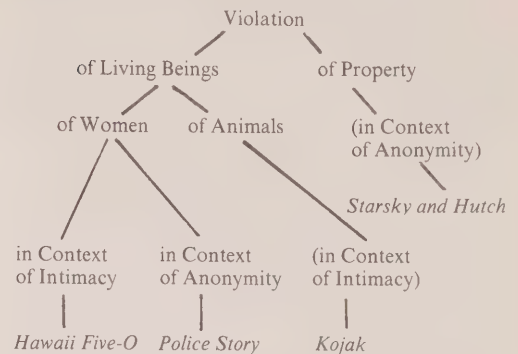 Violation
of Living Beings
of Property
of Women
of Animals
(in Context
of Anonymity)
Starsky and Hutch
in Context
of Intimacy
in Context
of Anonymity
(in Context
of Intimacy)
Hawaii Five-O
Police Story
Kojak